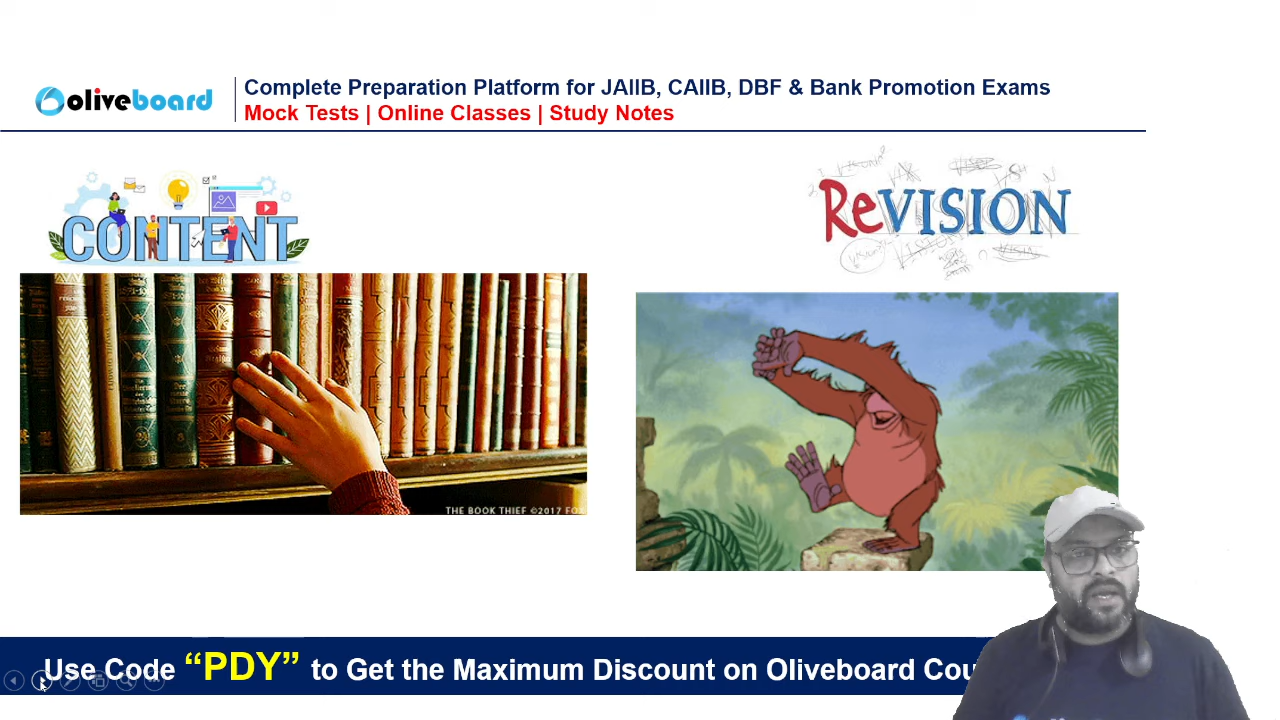 oliveboard
Complete Preparation Platform for JAIIB, CAIIB, DBF & Bank Promotion Exams
Mock Tests | Online Classes | Study Notes
CONTENT
ReVISION
THE BOOK THIEF ©2017 FOX
Use Code “PDY” to Get the Maximum Discount on Oliveboard Cou